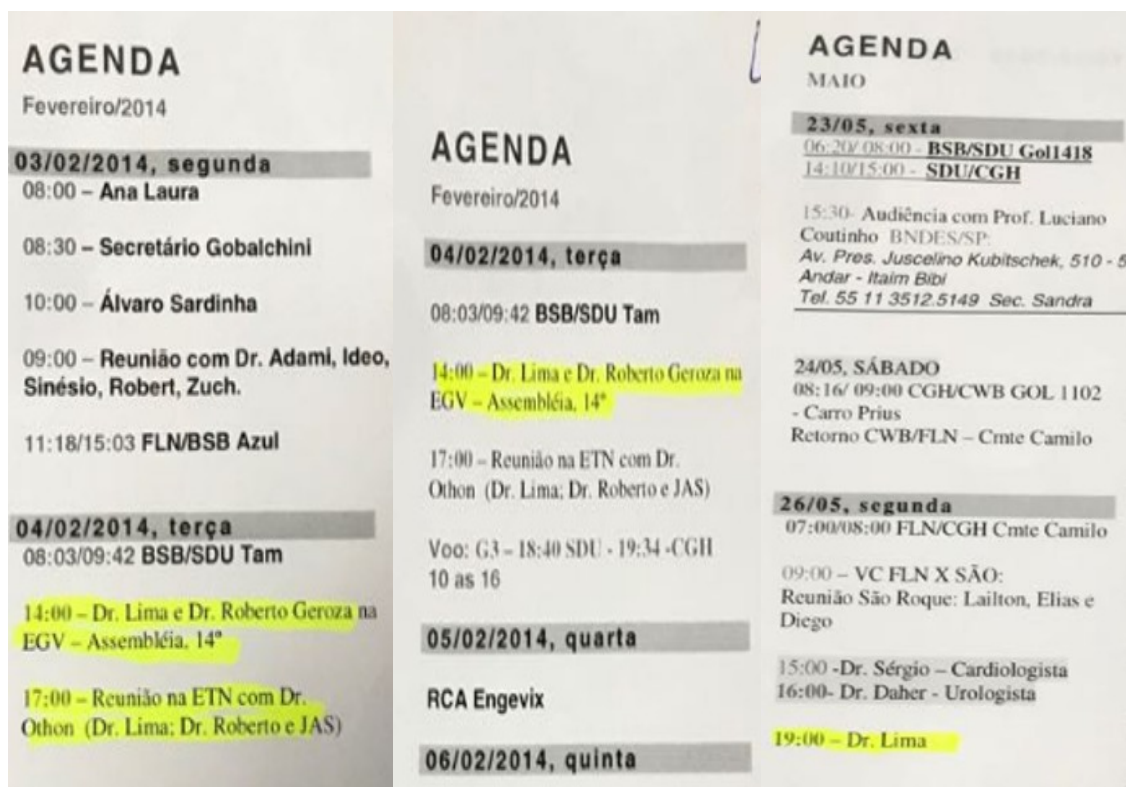 AGENDA
Fevereiro/2014
03/02/2014, segunda
08:00 – Ana Laura
08:30 – Secretário Gobalchini
10:00 – Álvaro Sardinha
09:00 – Reunião com Dr. Adami, Ideo,
Sinésio, Robert, Zuch.
11:18/15:03 FLN/BSB Azul
04/02/2014, terça
08:03/09:42 BSB/SDU Tam
14:00 – Dr. Lima e Dr. Roberto Geroza na
EGV – Assembléia, 14º
17:00 – Reunião na ETN com Dr.
Othon (Dr. Lima; Dr. Roberto e JAS)
AGENDA
Fevereiro/2014
04/02/2014, terça
08:03/09:42 BSB/SDU Tam
14:00 – Dr. Lima e Dr. Roberto Geroza na
EGV – Assembléia, 14º
17:00 – Reunião na ETN com Dr.
Othon (Dr. Lima; Dr. Roberto e JAS)
Voo: G3 – 18:40 SDU - 19:34 -CGH
10 as 16
05/02/2014, quarta
RCA Engevix
06/02/2014, quinta
AGENDA
MAIO
23/05, sexta
06:20/ 08:00 - BSB/SDU Gol1418
14:10/15:00 - SDU/CGH
15:30- Audiência com Prof. Luciano
Coutinho BNDES/SP:
Av. Pres. Juscelino Kubitschek, 510 - 5
Andar - Itaim Bibi
Tel. 55 11 3512.5149 Sec. Sandra
24/05, SÁBADO
08:16/ 09:00 CGH/CWB GOL 1102
- Carro Prius
Retorno CWB/FLN – Cmte Camilo
26/05, segunda
07:00/08:00 FLN/CGH Cmte Camilo
09:00 – VC FLN X SÃO:
Reunião São Roque: Lailton, Elias e
Diego
15:00 -Dr. Sérgio – Cardiologista
16:00- Dr. Daher - Urologista
19:00 – Dr. Lima